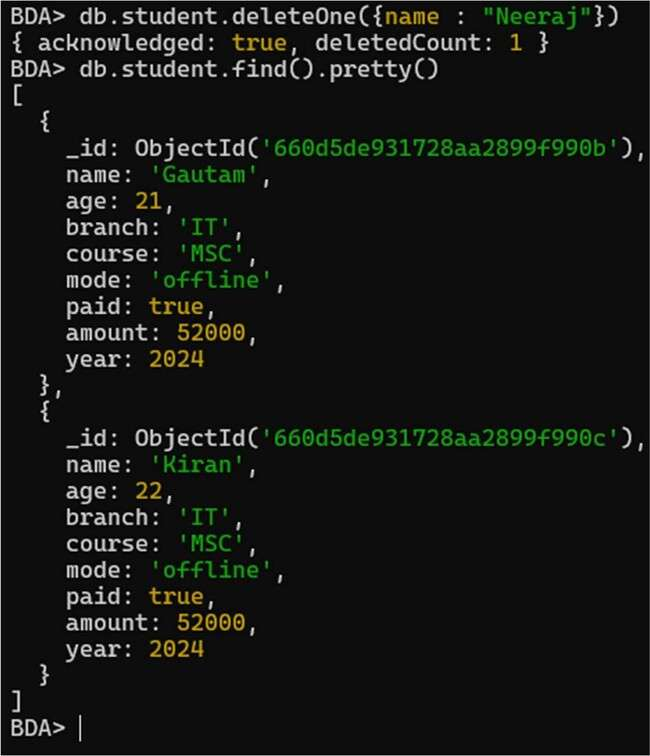 BDA> db.student.deleteOne({name : "Neeraj"})
{ acknowledged: true, deletedCount: 1 }
BDA> db.student.find().pretty()
[
  {
    _id: ObjectId('660d5de931728aa2899f990b'),
    name: 'Gautam',
    age: 21,
    branch: 'IT',
    course: 'MSC',
    mode: 'offline',
    paid: true,
    amount: 52000,
    year: 2024
  },
  {
    _id: ObjectId('660d5de931728aa2899f990c'),
    name: 'Kiran',
    age: 22,
    branch: 'IT',
    course: 'MSC',
    mode: 'offline',
    paid: true,
    amount: 52000,
    year: 2024
  }
]
BDA>